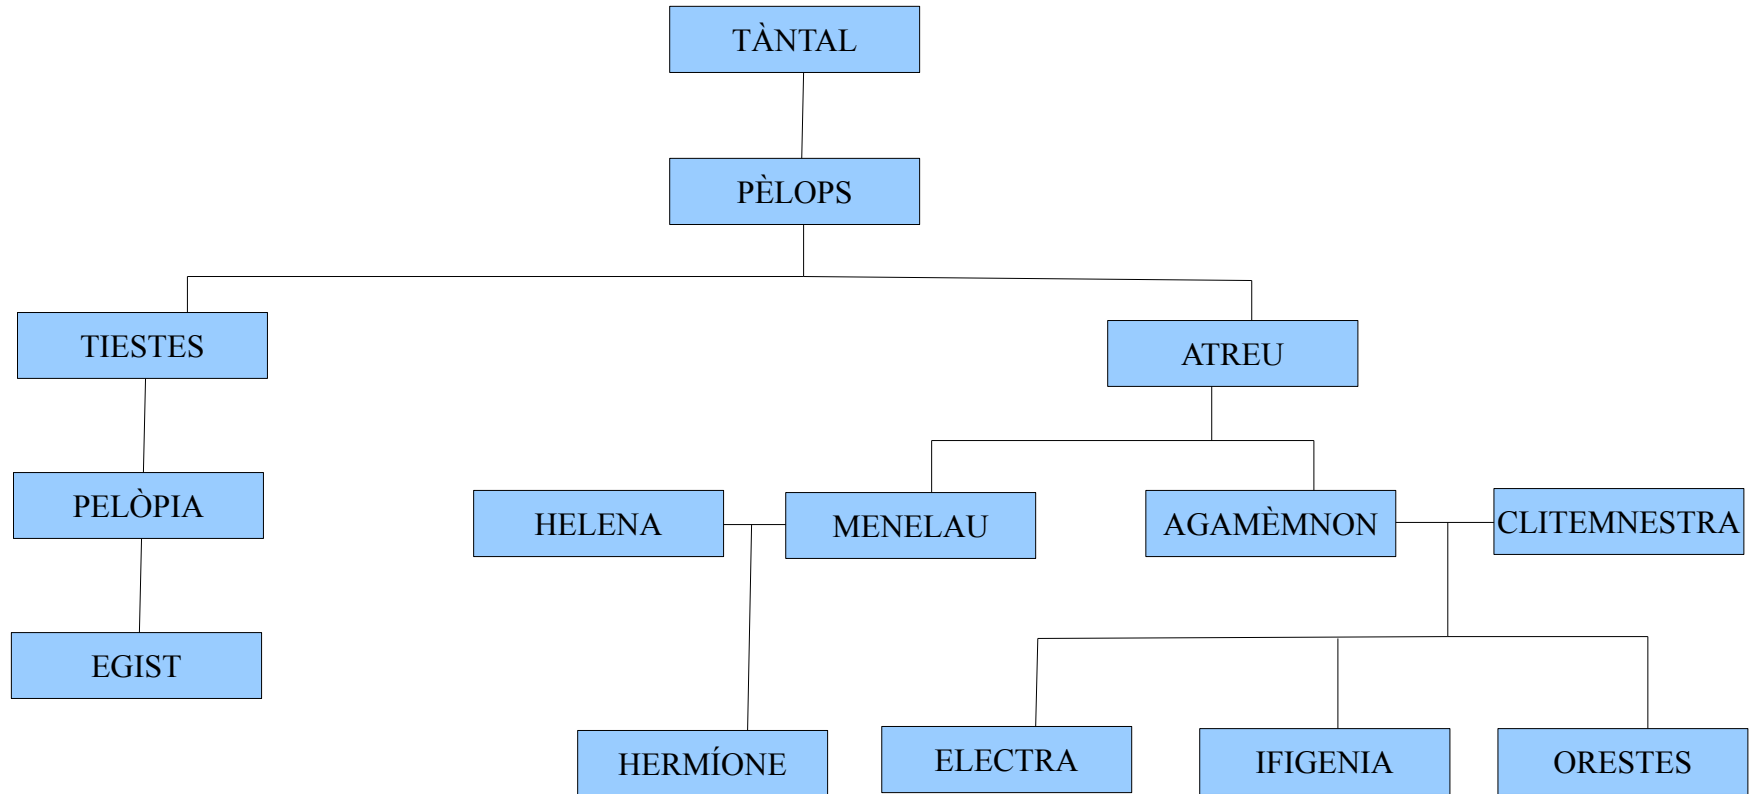 TÀNTAL
PÈLOPS
TIESTES
ATREU
PELÒPIA
HELENA
MENELAU
AGAMÈMNON
CLITEMNESTRA
EGIST
HERMÍONE
ELECTRA
IFIGENIA
ORESTES